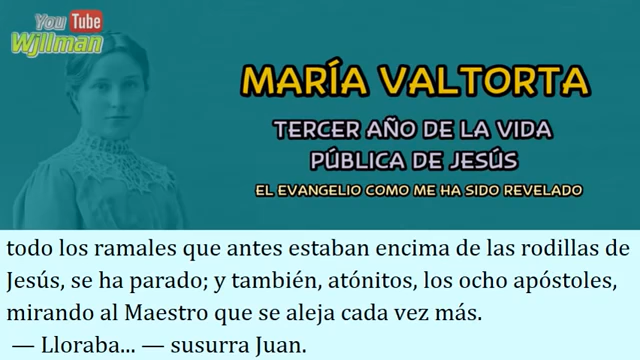 You Tube
Wjllman
MARÍA VALTORTA
TERCER AÑO DE LA VIDA
PÚBLICA DE JESÚS
EL EVANGELIO COMO ME HA SIDO REVELADO
todo los ramales que antes estaban encima de las rodillas de
Jesús, se ha parado; y también, atónitos, los ocho apóstoles,
mirando al Maestro que se aleja cada vez más.
— Lloraba... — susurra Juan.